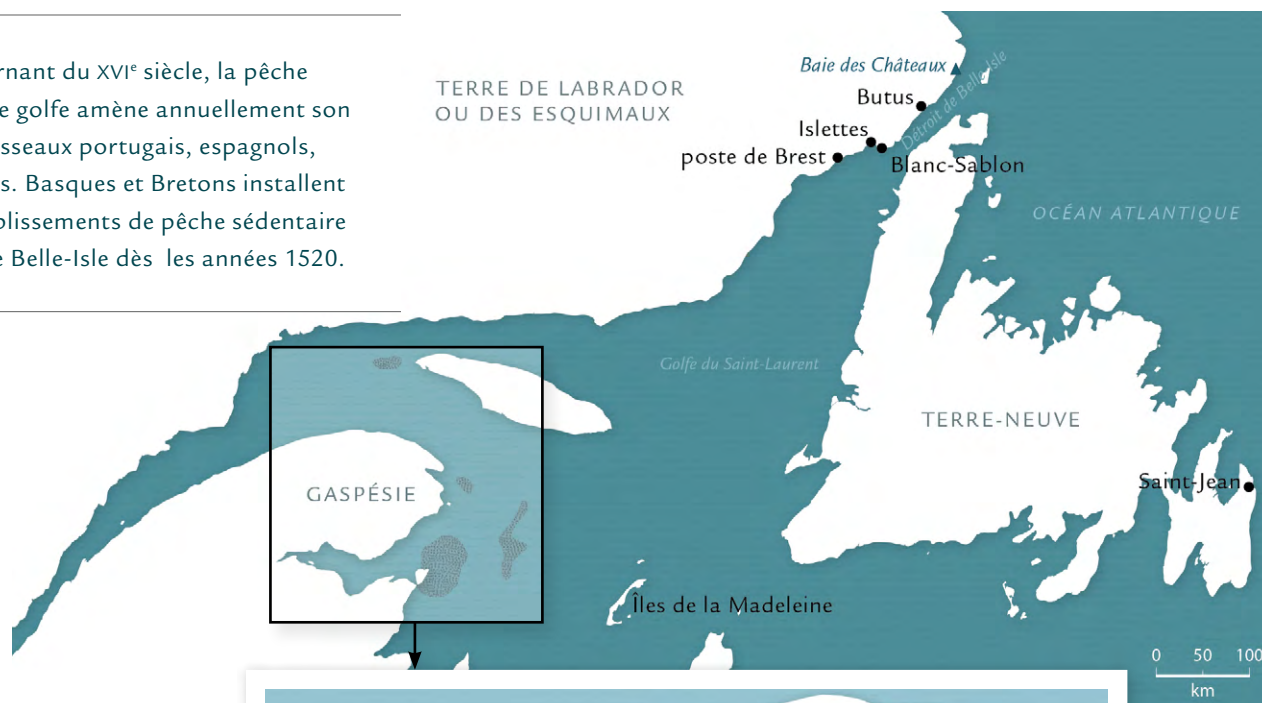 rnant du XVIᵉ siècle, la pêche
e golfe amène annuellement son
isseaux portugais, espagnols,
s. Basques et Bretons installent
blissements de pêche sédentaire
e Belle-Isle dès les années 1520.
TERRE DE LABRADOR
OU DES ESQUIMAUX
Baie des Châteaux
Butus
Détroit de Belle-Isle
Islettes
poste de Brest
Blanc-Sablon
OCÉAN ATLANTIQUE
Golfe du Saint-Laurent
TERRE-NEUVE
Saint-Jean
GASPÉSIE
Îles de la Madeleine
0 50 100
km